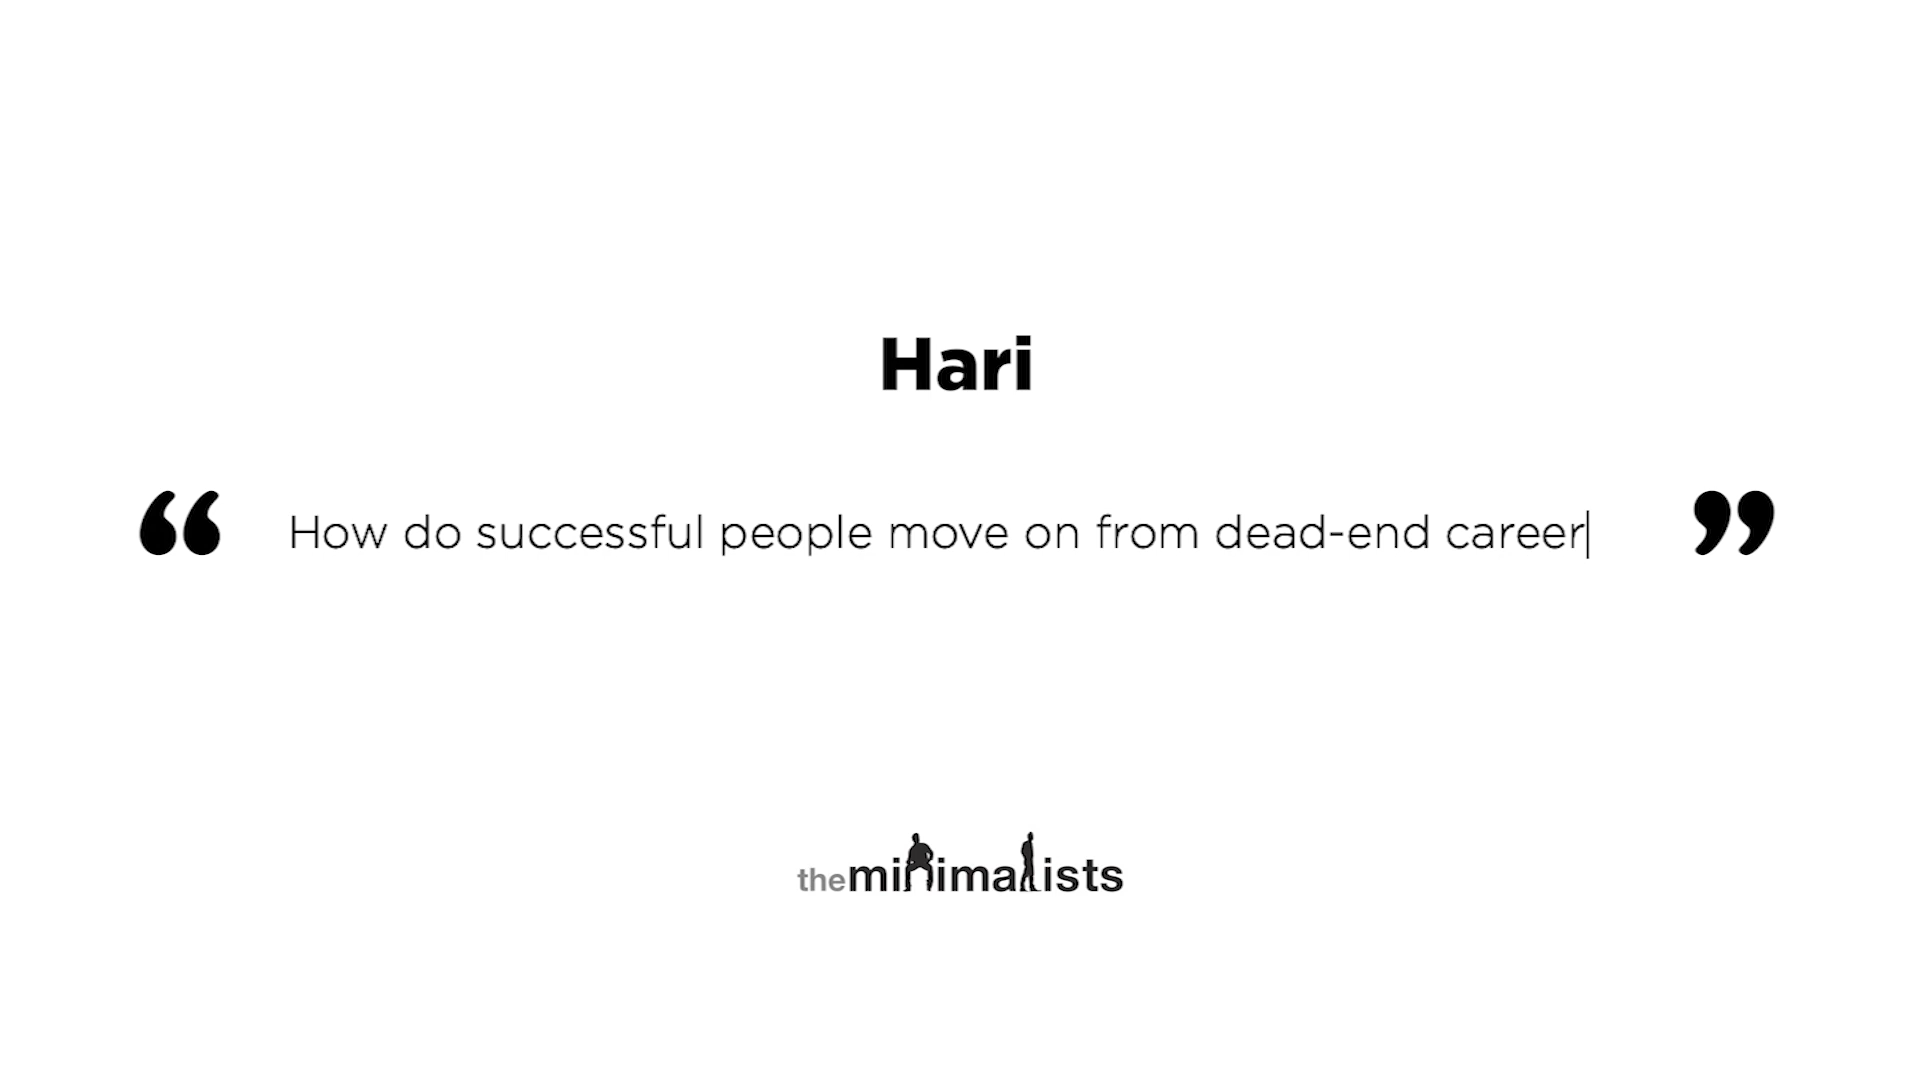 Hari
“ How do successful people move on from dead-end career ”
theminimalists